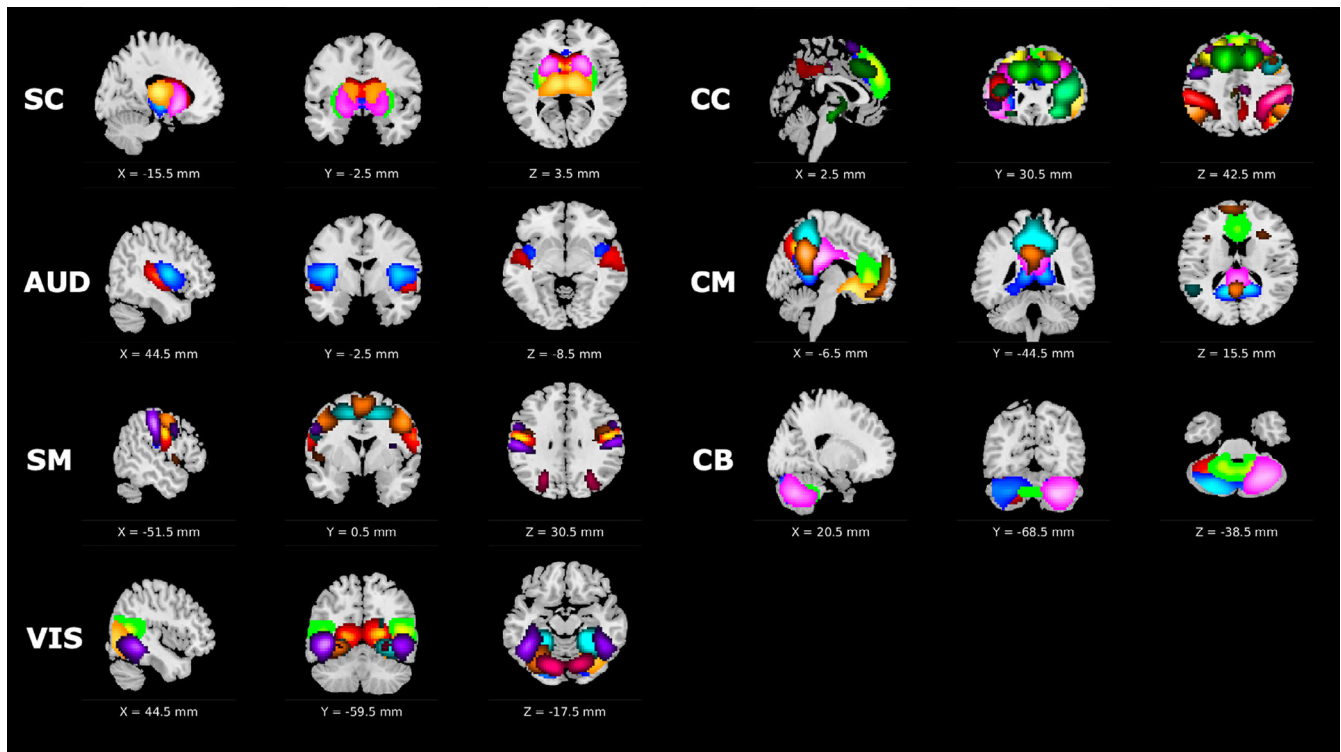 SC
X = -15.5 mm
Y = -2.5 mm
Z = 3.5 mm
AUD
X = 44.5 mm
Y = -2.5 mm
Z = -8.5 mm
SM
X = -51.5 mm
Y = 0.5 mm
Z = 30.5 mm
VIS
X = 44.5 mm
Y = -59.5 mm
Z = -17.5 mm
CC
X = 2.5 mm
Y = 30.5 mm
Z = 42.5 mm
CM
X = -6.5 mm
Y = -44.5 mm
Z = 15.5 mm
CB
X = 20.5 mm
Y = -68.5 mm
Z = -38.5 mm